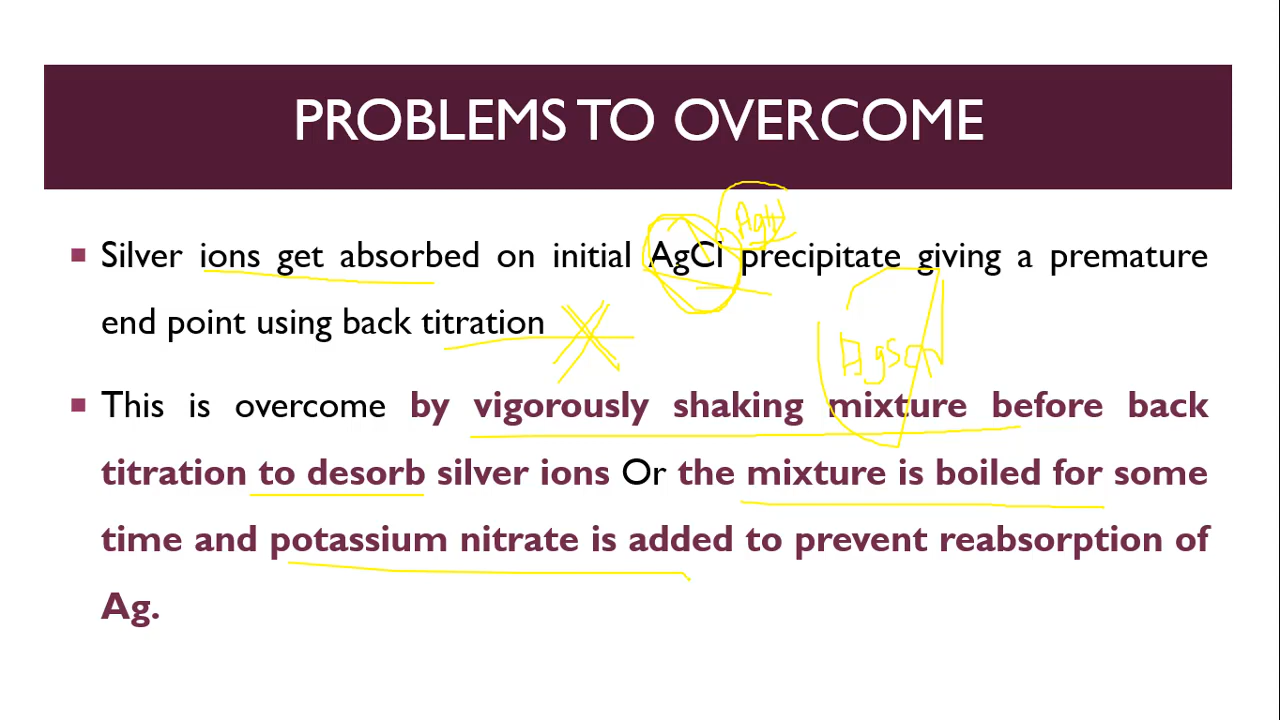 PROBLEMS TO OVERCOME
Silver ions get absorbed on initial AgCl precipitate giving a premature
end point using back titration
This is overcome by vigorously shaking mixture before back
titration to desorb silver ions Or the mixture is boiled for some
time and potassium nitrate is added to prevent reabsorption of
Ag.